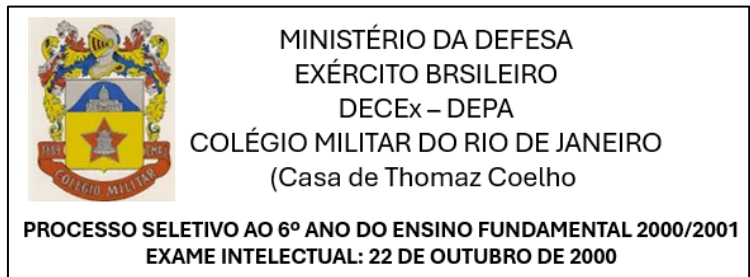 MINISTÉRIO DA DEFESA
EXÉRCITO BRSILEIRO
DECEx – DEPA
COLÉGIO MILITAR DO RIO DE JANEIRO
(Casa de Thomaz Coelho
1889 CMRJ
COLEGIO MILITAR
PROCESSO SELETIVO AO 6º ANO DO ENSINO FUNDAMENTAL 2000/2001
EXAME INTELECTUAL: 22 DE OUTUBRO DE 2000